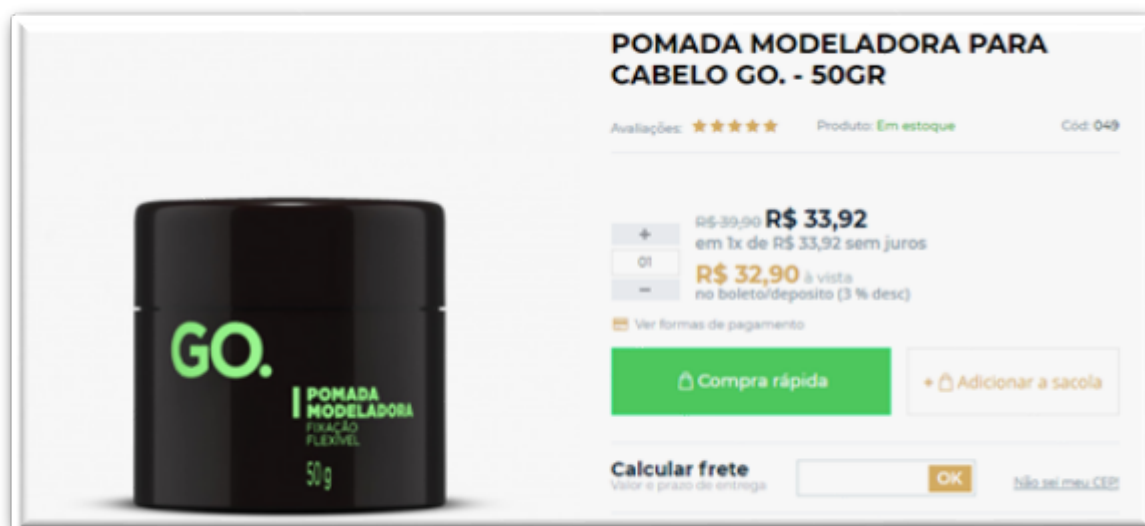 GO.
POMADA
MODELADORA
FIXAÇÃO
FLEXÍVEL
50g
POMADA MODELADORA PARA
CABELO GO. - 50GR
Avaliações: Produto: Em estoque Cód: 049
R$ 39,90 R$ 33,92
em 1x de R$ 33,92 sem juros
+
01
-
R$ 32,90 à vista
no boleto/deposito (3 % desc)
Ver formas de pagamento
Compra rápida
+ Adicionar a sacola
Calcular frete
Valor e prazo de entrega
OK
Não sei meu CEP!